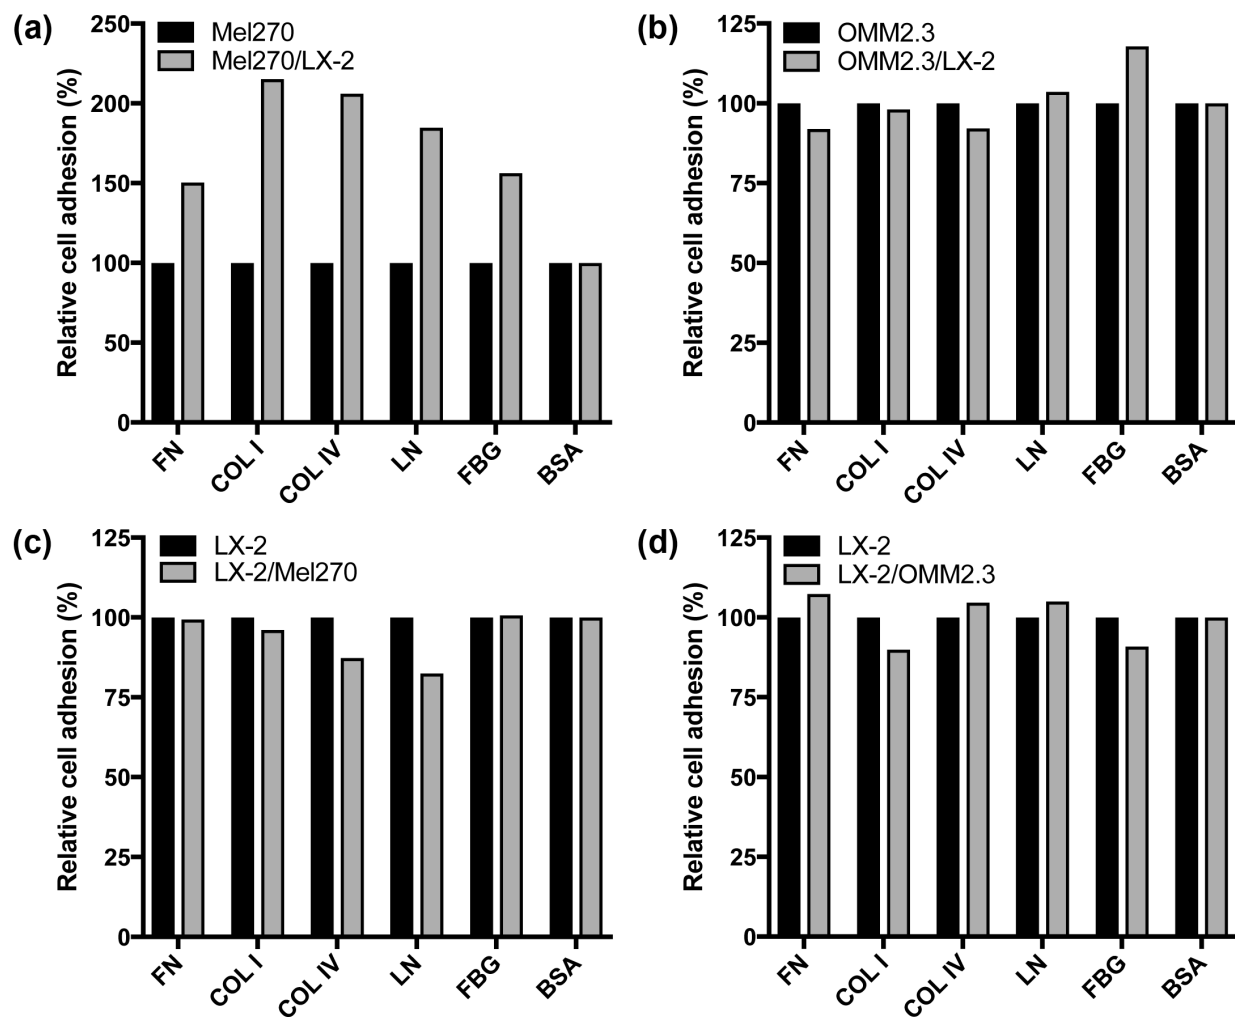 (a)
Mel270
Mel270/LX-2
Relative cell adhesion (%)
250
200
150
100
50
0
FN
COL I
COL IV
LN
FBG
BSA
(b)
OMM2.3
OMM2.3/LX-2
Relative cell adhesion (%)
125
100
75
50
25
0
FN
COL I
COL IV
LN
FBG
BSA
(c)
LX-2
LX-2/Mel270
Relative cell adhesion (%)
125
100
75
50
25
0
FN
COL I
COL IV
LN
FBG
BSA
(d)
LX-2
LX-2/OMM2.3
Relative cell adhesion (%)
125
100
75
50
25
0
FN
COL I
COL IV
LN
FBG
BSA